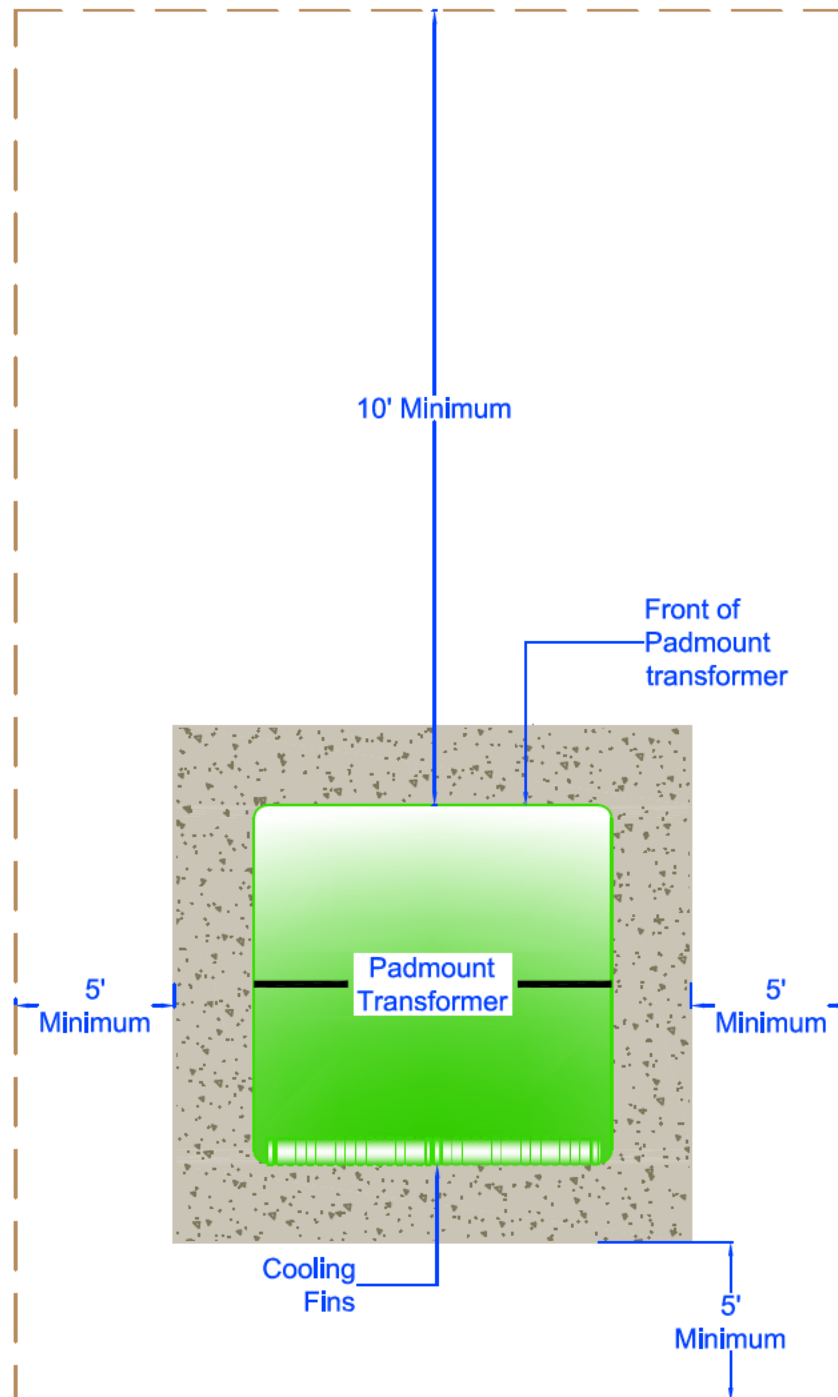 10' Minimum
Front of
Padmount
transformer
Padmount
Transformer
5'
Minimum
5'
Minimum
Cooling
Fins
5'
Minimum